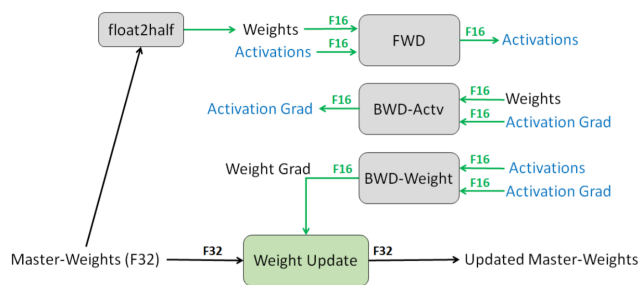 float2half
Weights
F16
FWD
F16
Activations
Activations
F16
Activation Grad
F16
BWD-Actv
F16
Weights
F16
Activation Grad
Weight Grad
F16
BWD-Weight
F16
Activations
F16
Activation Grad
Master-Weights (F32)
F32
Weight Update
F32
Updated Master-Weights